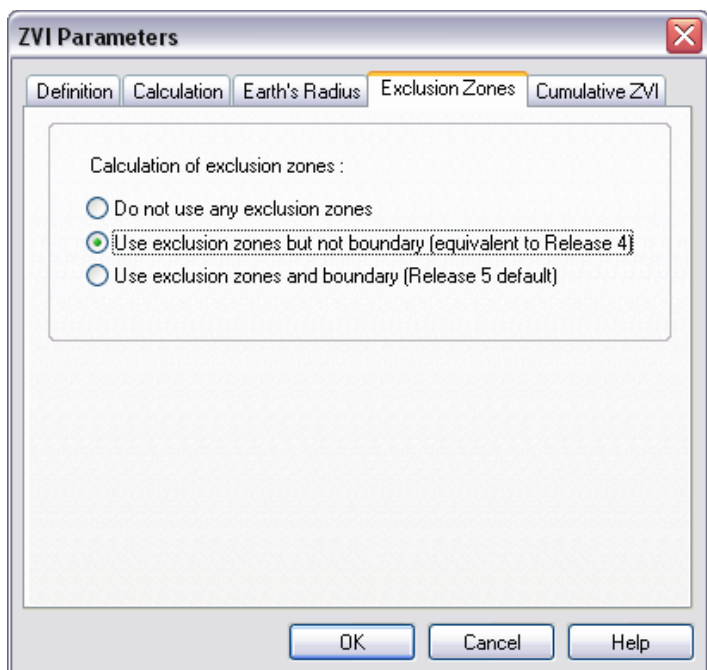 ZVI Parameters
Definition Calculation Earth's Radius Exclusion Zones Cumulative ZVI
Calculation of exclusion zones :
Do not use any exclusion zones
Use exclusion zones but not boundary (equivalent to Release 4)
Use exclusion zones and boundary (Release 5 default)
OK Cancel Help